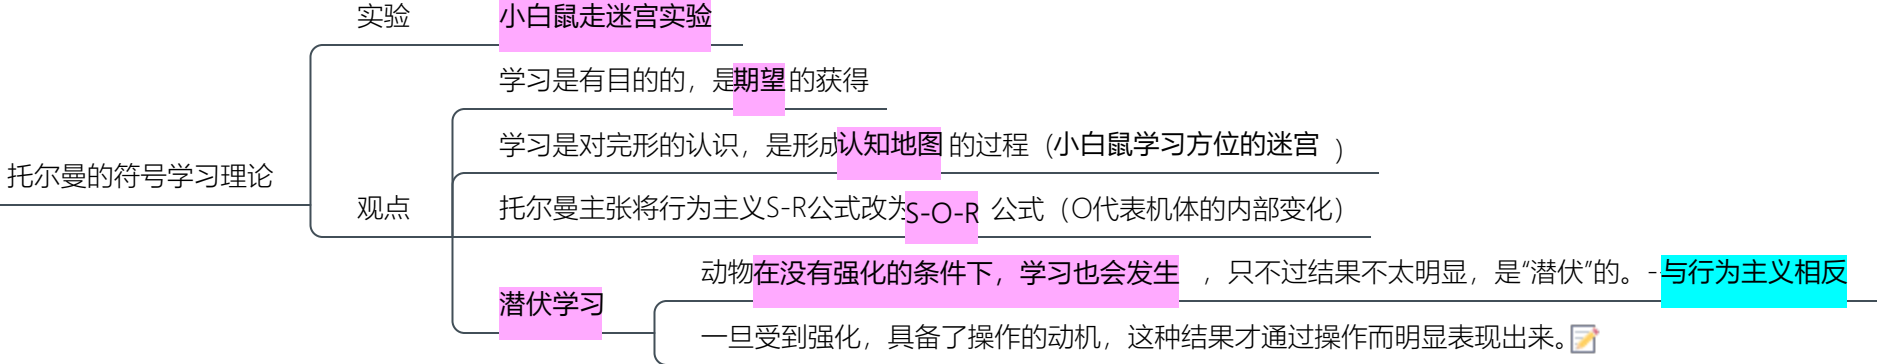 实验
小白鼠走迷宫实验
学习是有目的的，是期望的获得
学习是对完形的认识，是形成认知地图的过程（小白鼠学习方位的迷宫）
托尔曼的符号学习理论
观点
托尔曼主张将行为主义S-R公式改为S-O-R公式（O代表机体的内部变化）
动物在没有强化的条件下，学习也会发生，只不过结果不太明显，是“潜伏”的。-与行为主义相反
潜伏学习
一旦受到强化，具备了操作的动机，这种结果才通过操作而明显表现出来。